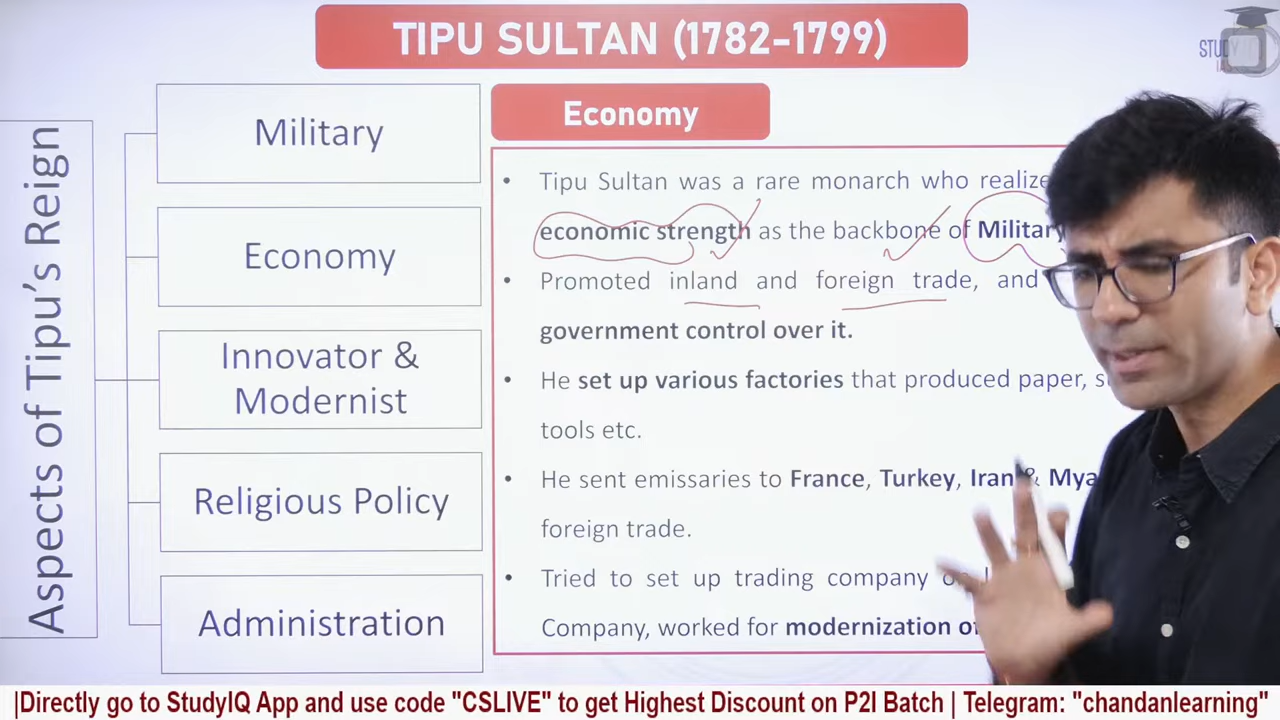 TIPU SULTAN (1782-1799)
STUDY
Aspects of Tipu's Reign
Military
Economy
Innovator &
Modernist
Religious Policy
Administration
Economy
• Tipu Sultan was a rare monarch who realize
economic strength as the backbone of Military
• Promoted inland and foreign trade, and
government control over it.
• He set up various factories that produced paper,
tools etc.
• He sent emissaries to France, Turkey, Iran &
foreign trade.
• Tried to set up trading company
Company, worked for modernization
|Directly go to StudyIQ App and use code "CSLIVE" to get Highest Discount on P2I Batch | Telegram: "chandanlearning"